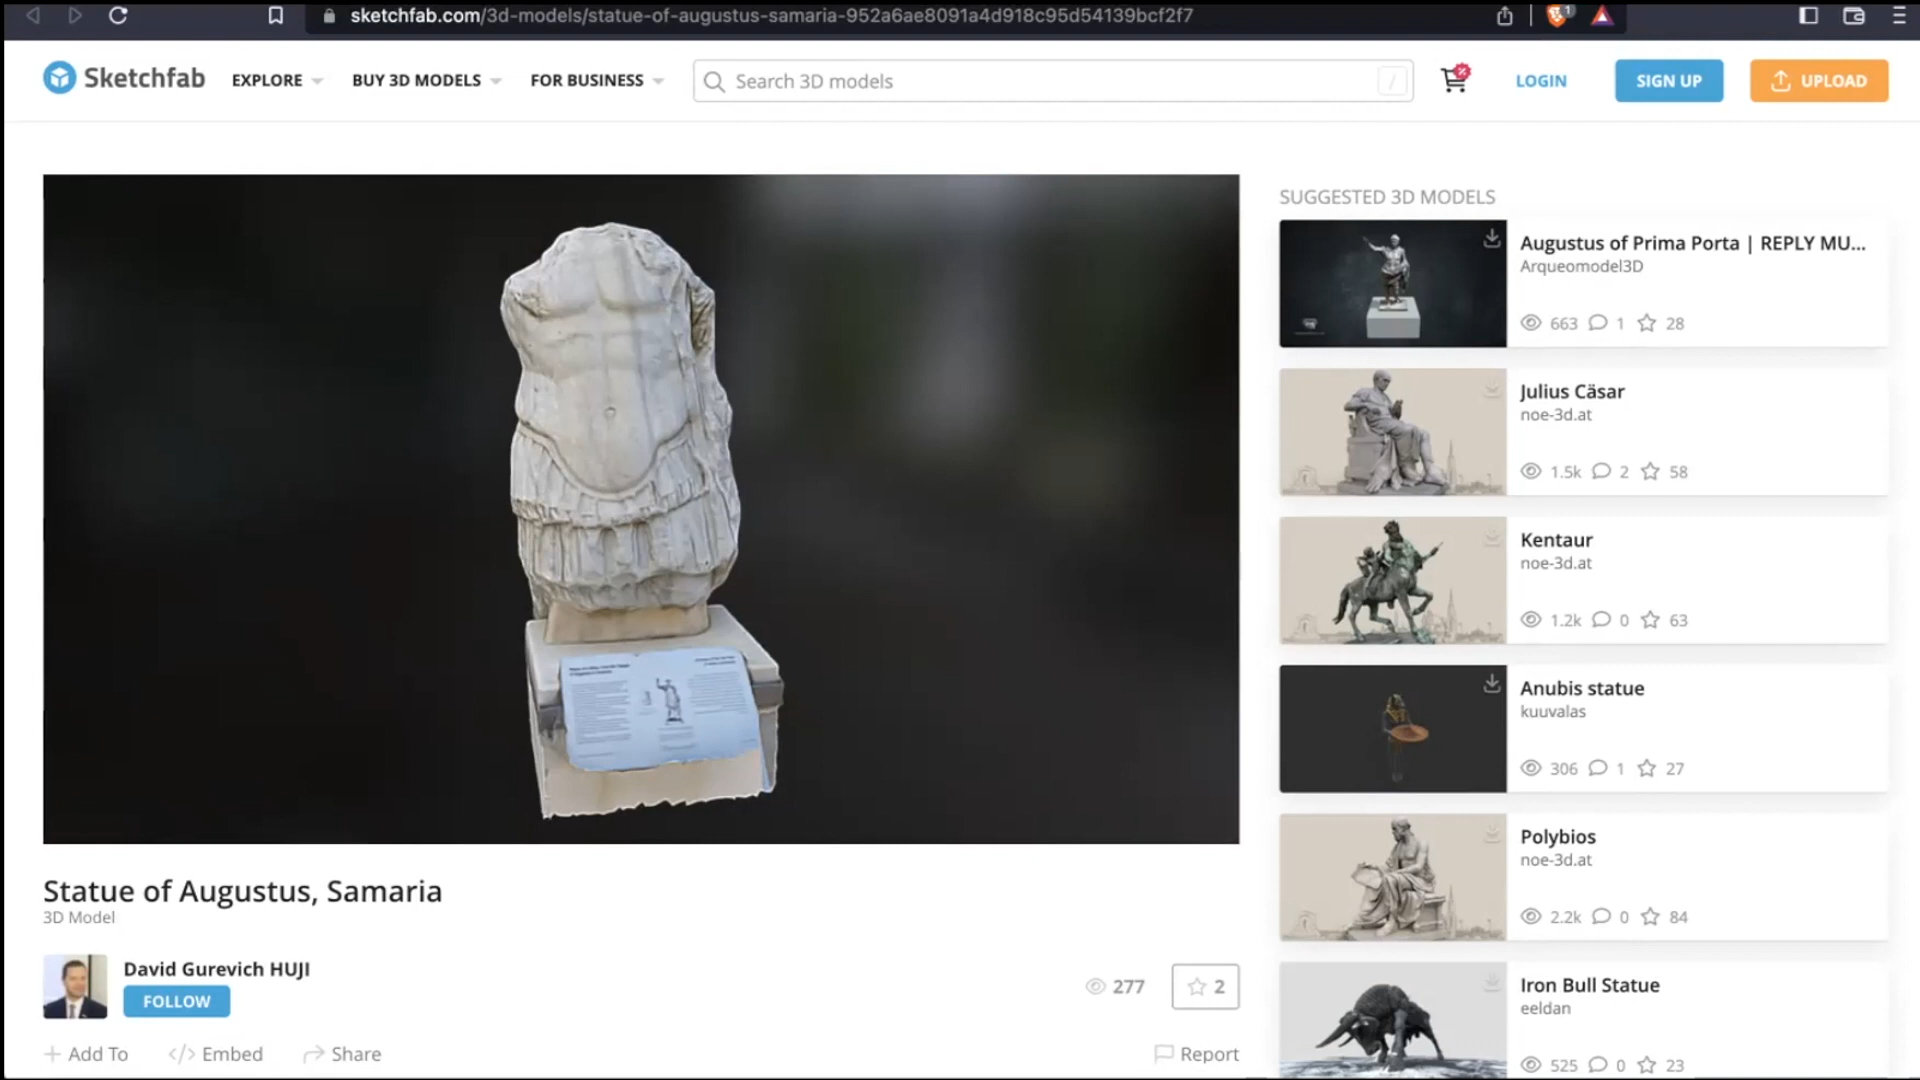 sketchfab.com/3d-models/statue-of-augustus-samaria-952a6ae8091a4d918c95d54139bcf2f7
1
Sketchfab
EXPLORE
BUY 3D MODELS
FOR BUSINESS
Search 3D models
/
LOGIN
SIGN UP
UPLOAD
SUGGESTED 3D MODELS
Augustus of Prima Porta | REPLY MU...
Arqueomodel3D
663 1 28
Julius Cäsar
noe-3d.at
1.5k 2 58
Kentaur
noe-3d.at
1.2k 0 63
Anubis statue
kuuvalas
306 1 27
Polybios
noe-3d.at
2.2k 0 84
Iron Bull Statue
eeldan
525 0 23
Statue of Augustus, Samaria
3D Model
David Gurevich HUJI
FOLLOW
277
2
+ Add To
</> Embed
Share
Report